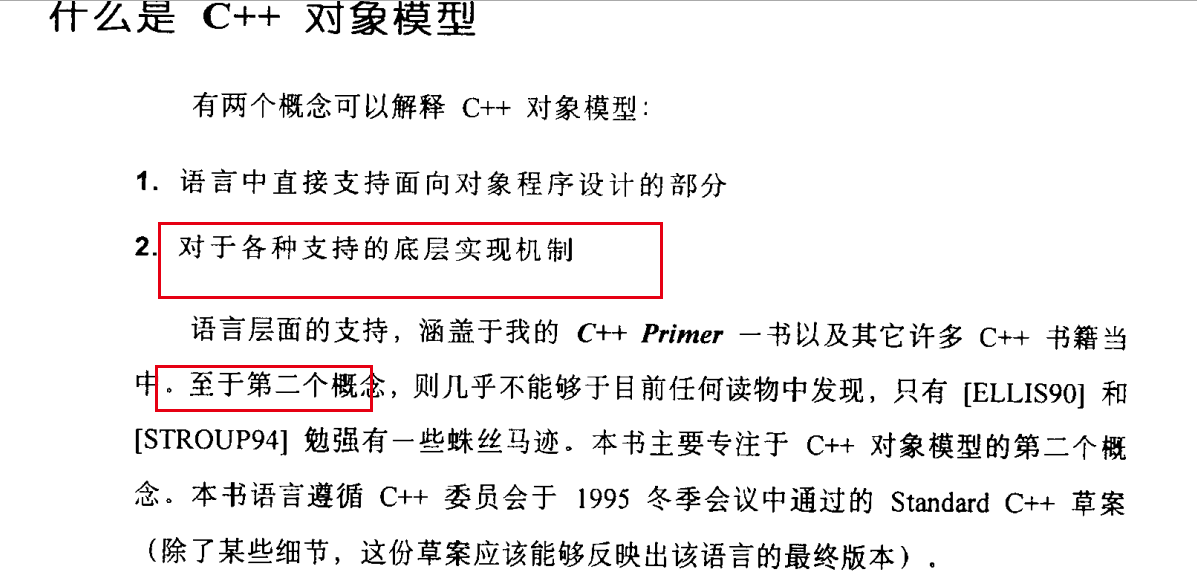 什么是 C++ 对象模型
有两个概念可以解释 C++ 对象模型：
1. 语言中直接支持面向对象程序设计的部分
2. 对于各种支持的底层实现机制
语言层面的支持，涵盖于我的 C++ Primer 一书以及其它许多 C++ 书籍当
中。至于第二个概念，则几乎不能够于目前任何读物中发现，只有 [ELLIS90] 和
[STROUP94] 勉强有一些蛛丝马迹。本书主要专注于 C++ 对象模型的第二个概
念。本书语言遵循 C++ 委员会于 1995 冬季会议中通过的 Standard C++ 草案
（除了某些细节，这份草案应该能够反映出该语言的最终版本）.